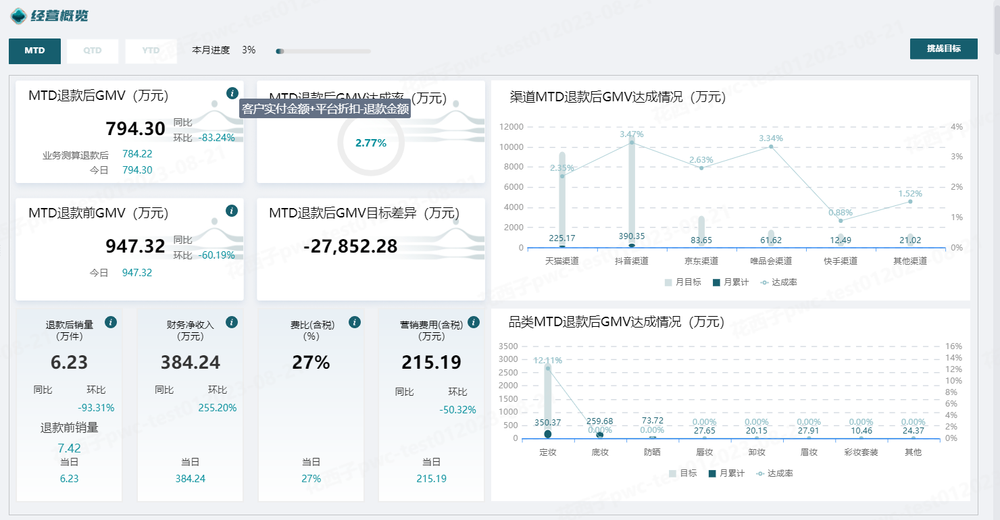 经营概览
MTD
QTD
YTD
本月进度 3%
挑战目标
MTD退款后GMV（万元）
794.30
同比
环比 -83.24%
业务测算退款后 784.22
今日 794.30
MTD退款后GMV达成率（万元）
客户实付金额+平台折扣-退款金额
2.77%
MTD退款前GMV（万元）
947.32
同比
环比 -60.19%
今日 947.32
MTD退款后GMV目标差异（万元）
-27,852.28
退款后销量
(万件)
6.23
同比 环比
-93.31%
退款前销量
7.42
当日
6.23
财务净收入
(万元)
384.24
同比 环比
255.20%
当日
384.24
费比(含税)
(%)
27%
当日
27%
营销费用(含税)
(万元)
215.19
同比 环比
-50.32%
当日
215.19
渠道MTD退款后GMV达成情况（万元）
12000
10000
8000
6000
4000
2000
0
4%
3%
2%
1%
0%
2.35%
3.47%
2.63%
3.34%
0.88%
1.52%
225.17
390.35
83.65
61.62
12.49
21.02
天猫渠道
抖音渠道
京东渠道
唯品会渠道
快手渠道
其他渠道
月目标 月累计 达成率
品类MTD退款后GMV达成情况（万元）
3500
3000
2500
2000
1500
1000
500
0
16%
14%
12%
10%
8%
6%
4%
2%
0%
12.11%
0.00%
0.00%
0.00%
0.00%
0.00%
0.00%
0.00%
350.37
259.68
73.72
27.65
20.15
27.91
10.46
24.37
定妆
底妆
防晒
唇妆
卸妆
眉妆
彩妆套装
其他
目标 月累计 达成率
花西子pwc-test012023-08-21